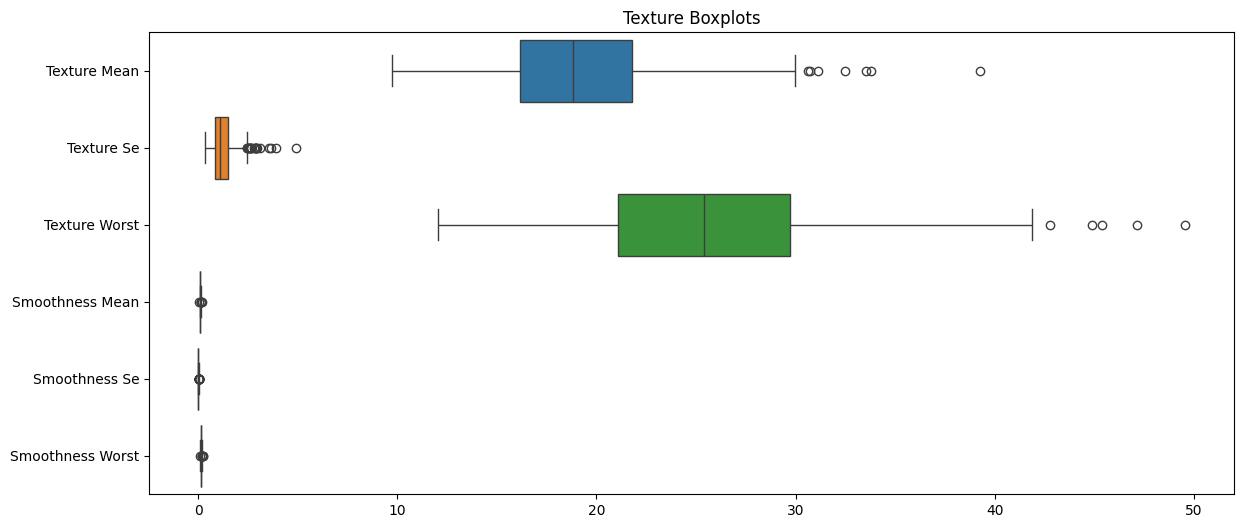 Texture Boxplots
Texture Mean
Texture Se
Texture Worst
Smoothness Mean
Smoothness Se
Smoothness Worst
0 10 20 30 40 50